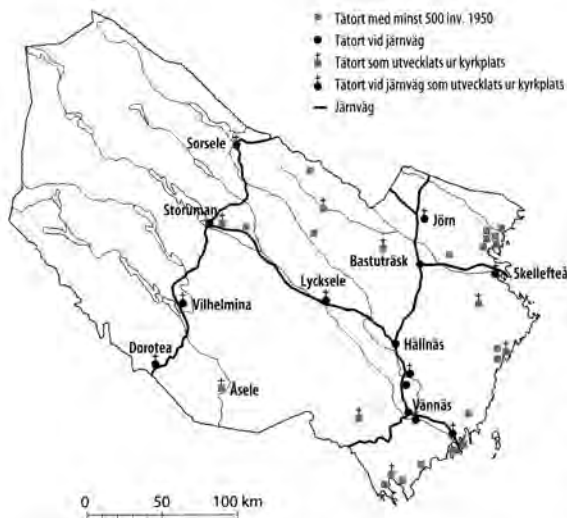 Tätort med minst 500 inv. 1950
Tätort vid järnväg
Tätort som utvecklats ur kyrkplats
Tätort vid järnväg som utvecklats ur kyrkplats
Järnväg
Sorsele
Storuman
Jörn
Bastuträsk
Skellefteå
Lycksele
Vilhelmina
Hällnäs
Dorotea
Åsele
Vännäs
0 50 100 km